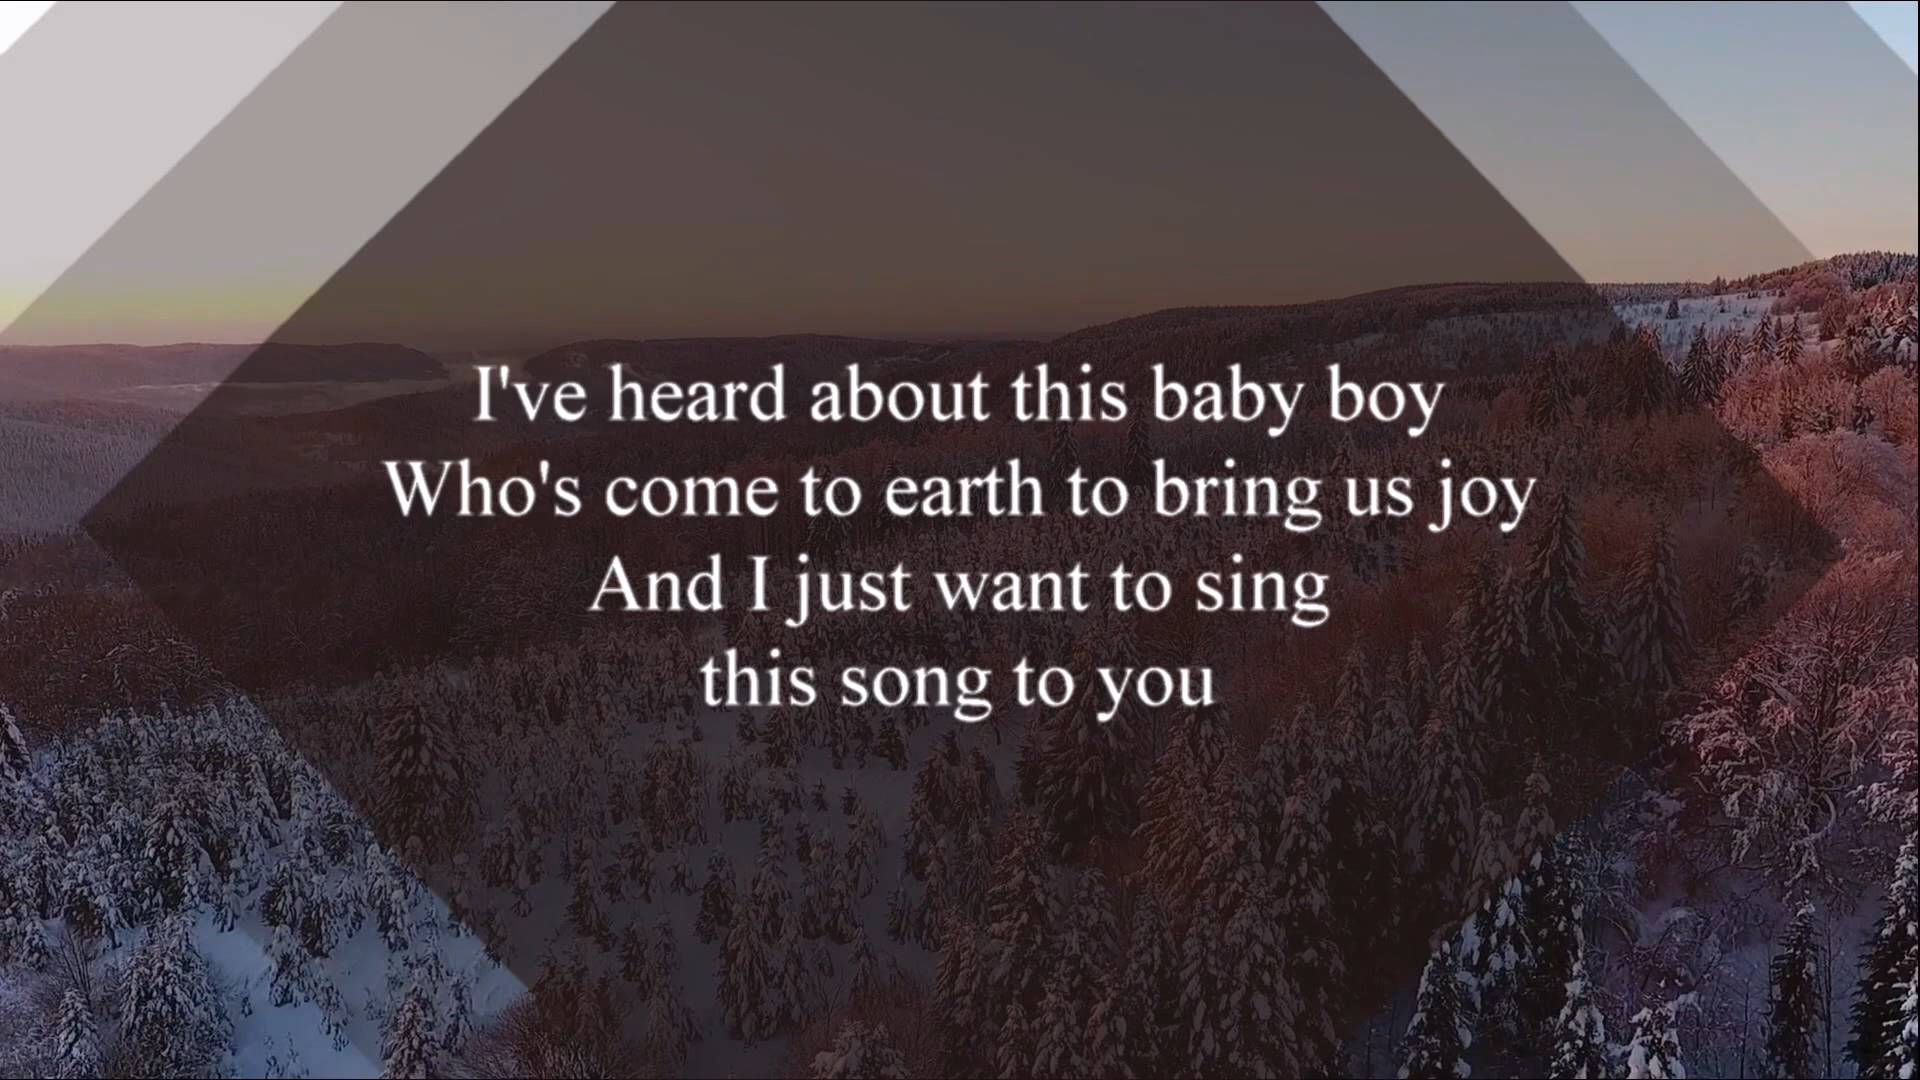 I've heard about this baby boy
Who's come to earth to bring us joy
And I just want to sing
this song to you